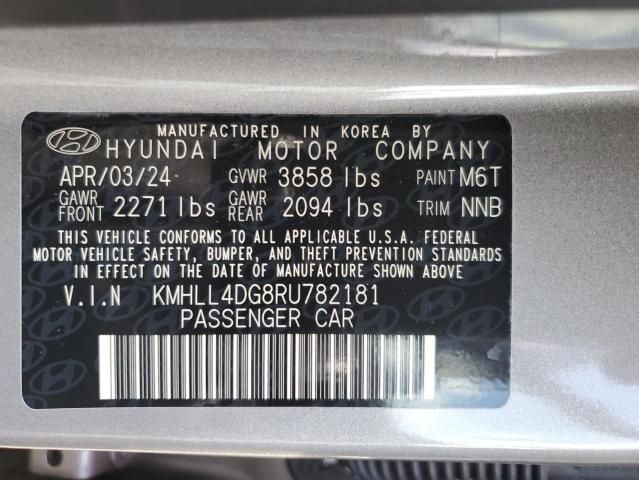 MANUFACTURED IN KOREA BY
HYUNDAI MOTOR COMPANY
APR/03/24 GVWR 3858 lbs PAINT M6T
GAWR FRONT 2271 lbs GAWR REAR 2094 lbs TRIM NNB
THIS VEHICLE CONFORMS TO ALL APPLICABLE U.S.A. FEDERAL
MOTOR VEHICLE SAFETY, BUMPER, AND THEFT PREVENTION STANDARDS
IN EFFECT ON THE DATE OF MANUFACTURE SHOWN ABOVE
V.I.N KMHLL4DG8RU782181
PASSENGER CAR